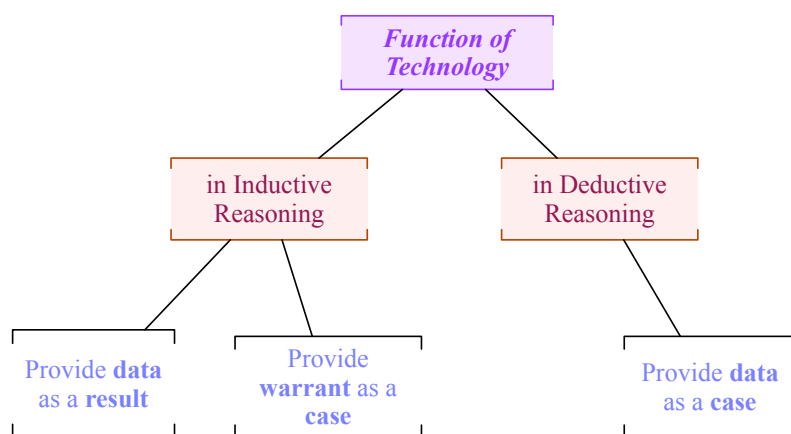 Function of
Technology
in Inductive
Reasoning
in Deductive
Reasoning
Provide data
as a result
Provide
warrant as a
case
Provide data
as a case